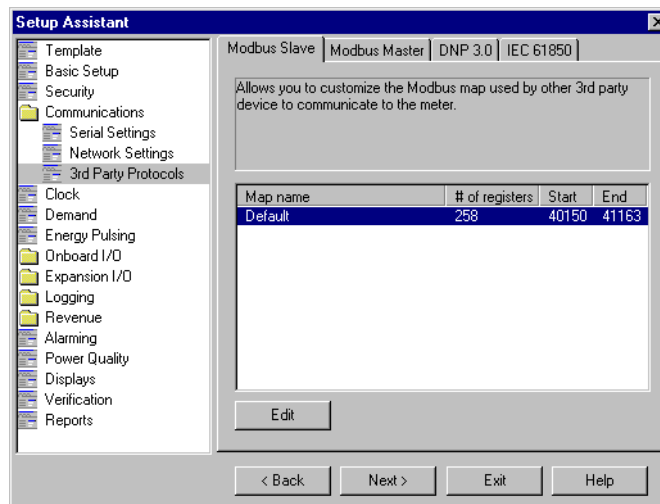 Setup Assistant
Template
Basic Setup
Security
Communications
Serial Settings
Network Settings
3rd Party Protocols
Clock
Demand
Energy Pulsing
Onboard I/O
Expansion I/O
Logging
Revenue
Alarming
Power Quality
Displays
Verification
Reports
Modbus Slave Modbus Master DNP 3.0 IEC 61850
Allows you to customize the Modbus map used by other 3rd party
device to communicate to the meter.
Map name # of registers Start End
Default 258 40150 41163
Edit
< Back Next > Exit Help